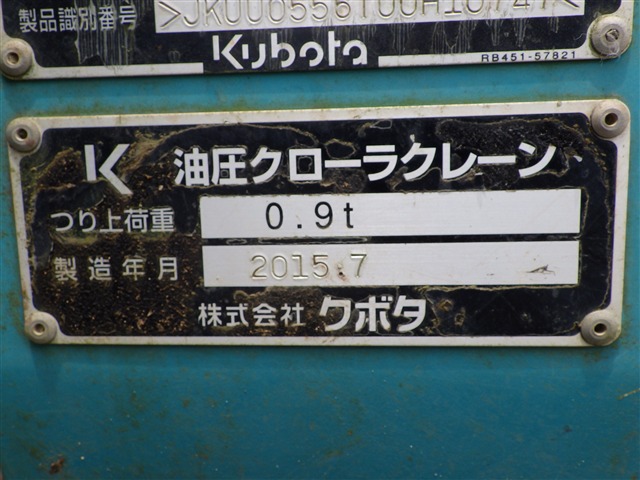 製品識別番号
Kubota
RB451-57821
K 油圧クローラクレーン
つり上荷重 0.9t
製造年月 2015.7
株式会社 クボタ